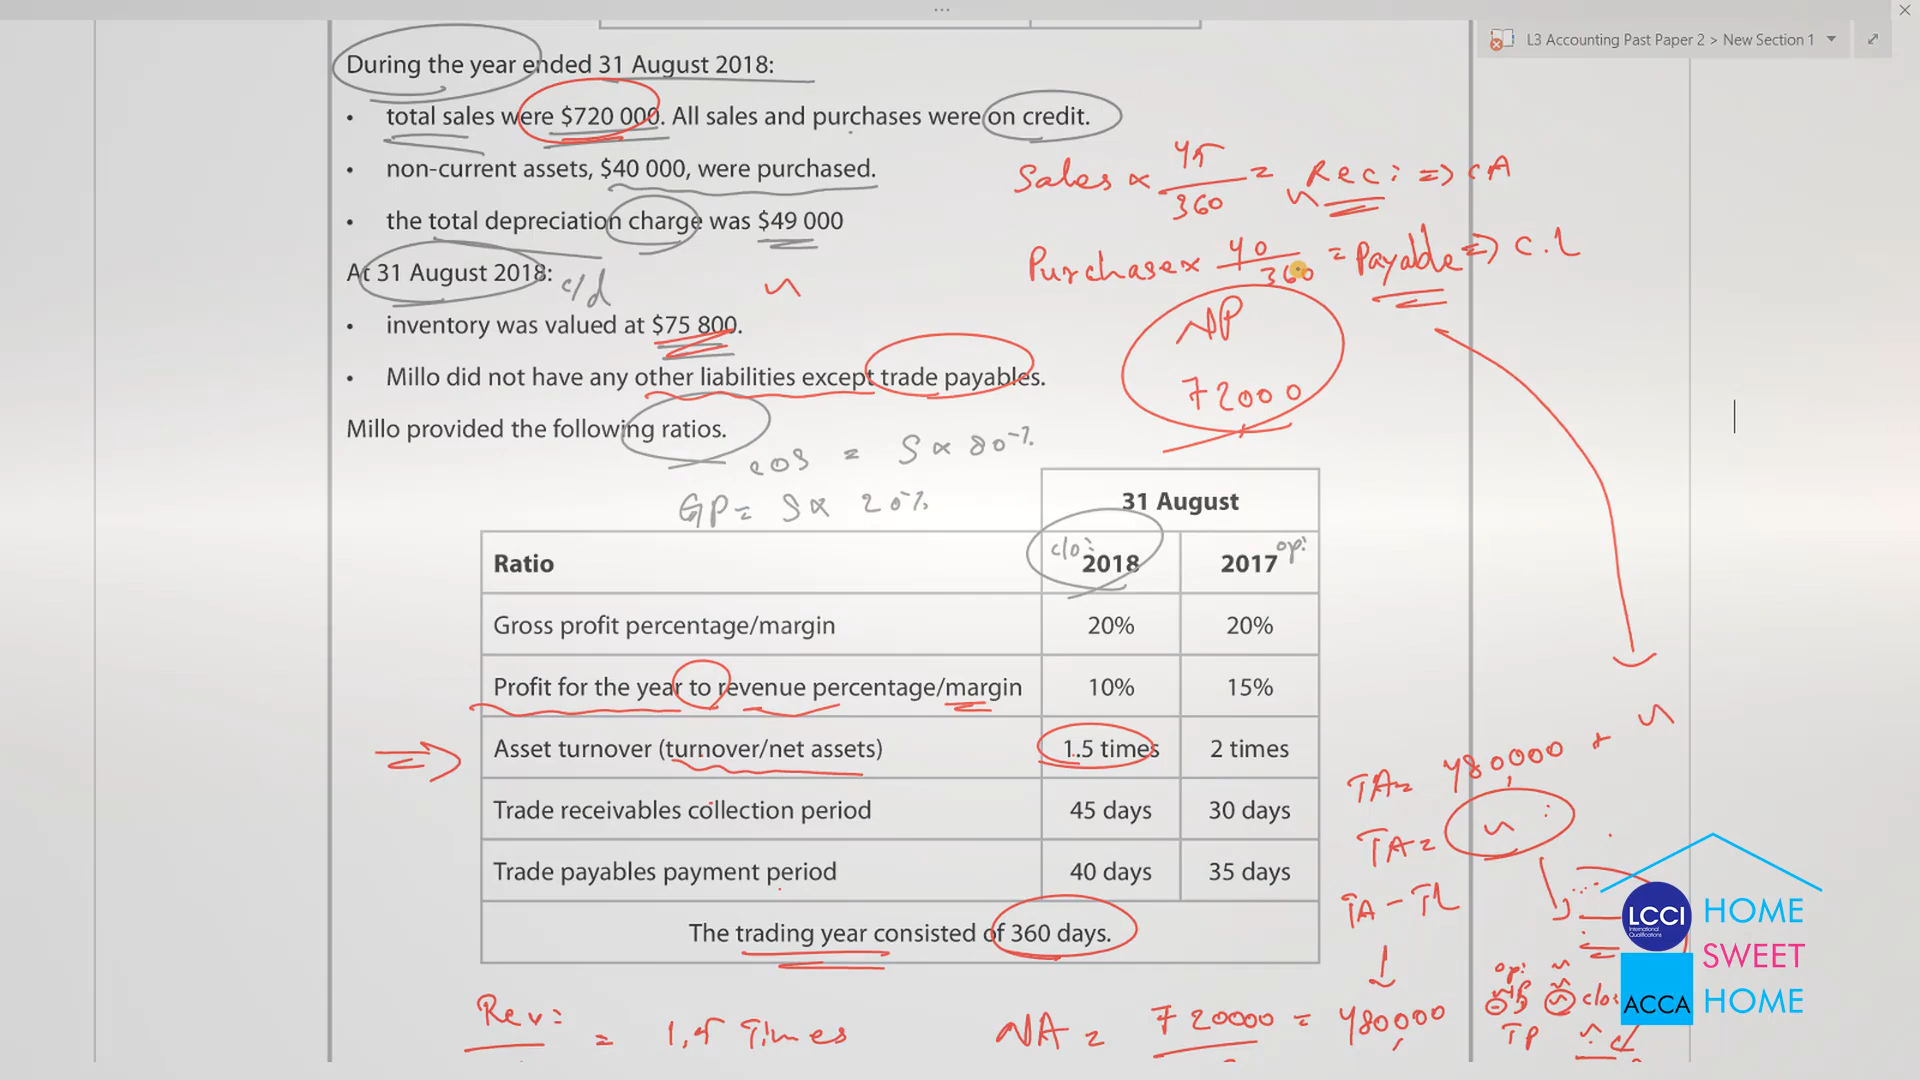 L3 Accounting Past Paper 2 > New Section 1
During the year ended 31 August 2018:
• total sales were $720 000. All sales and purchases were on credit.
• non-current assets, $40 000, were purchased.
• the total depreciation charge was $49 000
At 31 August 2018:
c/d
• inventory was valued at $75 800.
• Millo did not have any other liabilities except trade payables.
Millo provided the following ratios.
Sales × 45/360 = Rec: => CA
Purchase × 40/360 = Payable => C.L
NP
72000
COS = S × 80%
GP = S × 20%
31 August
Ratio c/o: 2018 2017 op:
Gross profit percentage/margin 20% 20%
Profit for the year to revenue percentage/margin 10% 15%
Asset turnover (turnover/net assets) 1.5 times 2 times
Trade receivables collection period 45 days 30 days
Trade payables payment period 40 days 35 days
The trading year consisted of 360 days.
TA = 480000 +
TA =
TA - TL
Rev: = 1.5 Times
NA = 720000 = 480000
op:
clo:
TP
LCCI
International Qualifications
ACCA
HOME
SWEET
HOME